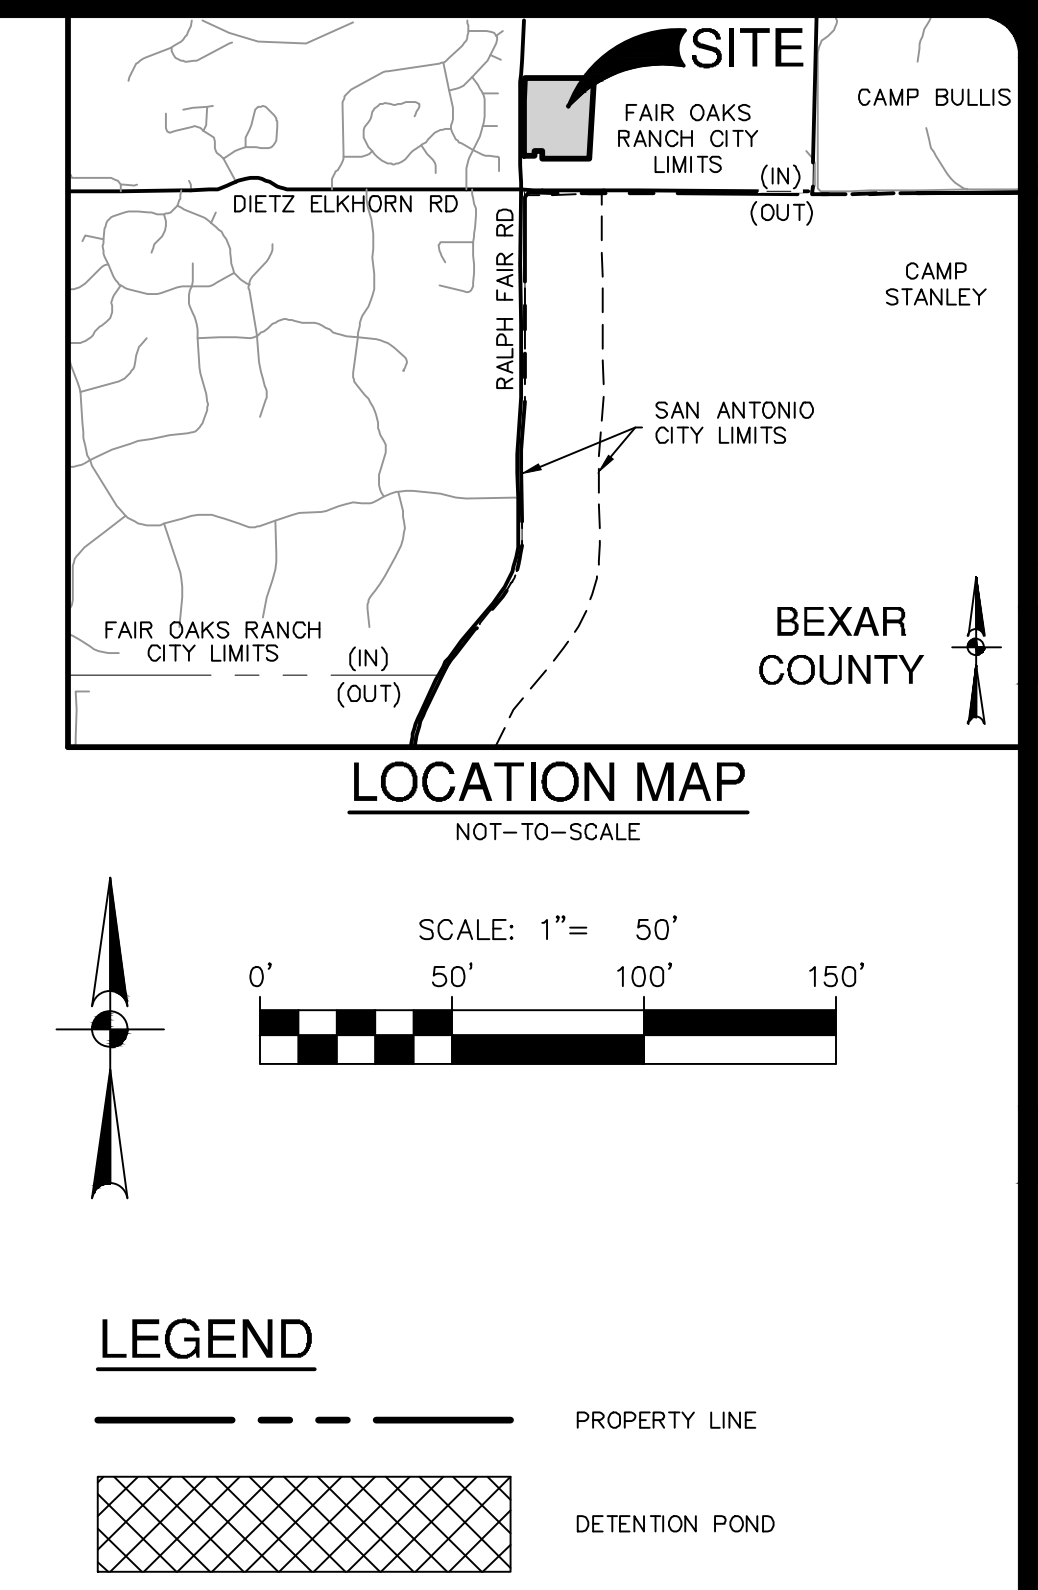 SITE
CAMP BULLIS
FAIR OAKS
RANCH CITY
LIMITS
(IN)
(OUT)
DIETZ ELKHORN RD
RALPH FAIR RD
CAMP
STANLEY
SAN ANTONIO
CITY LIMITS
BEXAR
COUNTY
FAIR OAKS RANCH
CITY LIMITS
(IN)
(OUT)
LOCATION MAP
NOT-TO-SCALE
SCALE: 1"= 50'
0' 50' 100' 150'
LEGEND
PROPERTY LINE
DETENTION POND